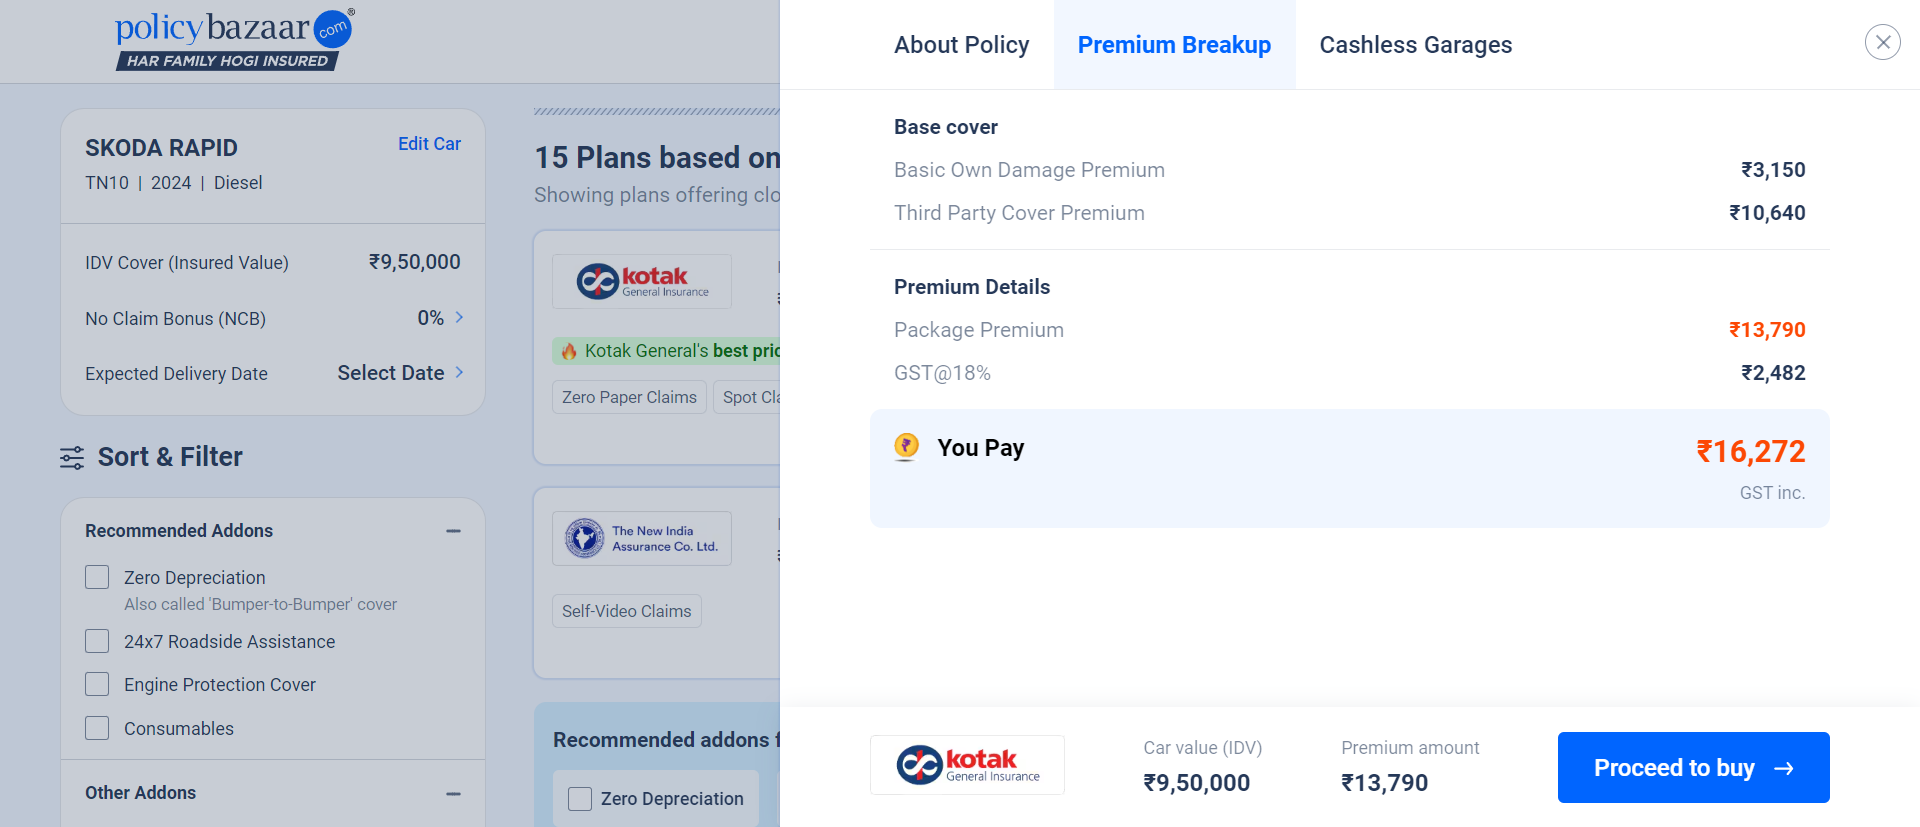 policybazaar com ®
HAR FAMILY HOGI INSURED
SKODA RAPID
Edit Car
TN10 | 2024 | Diesel
IDV Cover (Insured Value) ₹9,50,000
No Claim Bonus (NCB) 0%
Expected Delivery Date Select Date
Sort & Filter
Recommended Addons
Zero Depreciation
Also called 'Bumper-to-Bumper' cover
24x7 Roadside Assistance
Engine Protection Cover
Consumables
Other Addons
15 Plans based on
Showing plans offering
kotak
General Insurance
Kotak General's best
Zero Paper Claims
Spot
The New India
Assurance Co. Ltd.
Self-Video Claims
Recommended addons
Zero Depreciation
About Policy
Premium Breakup
Cashless Garages
Base cover
Basic Own Damage Premium ₹3,150
Third Party Cover Premium ₹10,640
Premium Details
Package Premium ₹13,790
GST@18% ₹2,482
You Pay ₹16,272
GST inc.
kotak
General Insurance
Car value (IDV)
₹9,50,000
Premium amount
₹13,790
Proceed to buy →